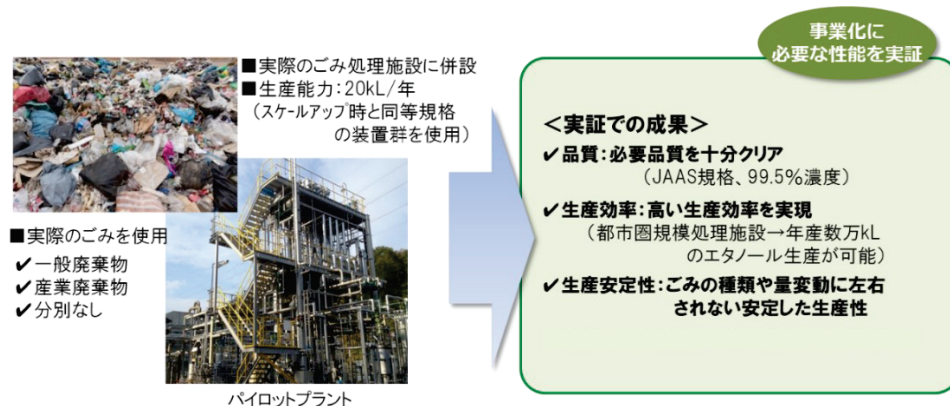 ■実際のごみ処理施設に併設
■生産能力:20kL/年
(スケールアップ時と同等規格
の装置群を使用)
■実際のごみを使用
✔一般廃棄物
✔産業廃棄物
✔分別なし
パイロットプラント
事業化に
必要な性能を実証
<実証での成果>
✔品質:必要品質を十分クリア
(JAAS規格、99.5%濃度)
✔生産効率:高い生産効率を実現
(都市圏規模処理施設→年産数万kL
のエタノール生産が可能)
✔生産安定性:ごみの種類や量変動に左右
されない安定した生産性